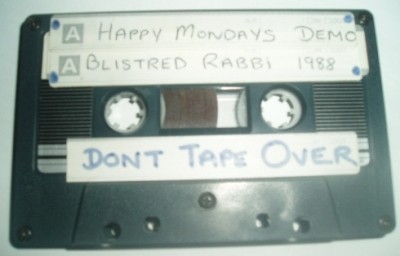 A HAPPY MONDAYS DEMO
A BLISTRED RABBI 1988
DONT TAPE OVER